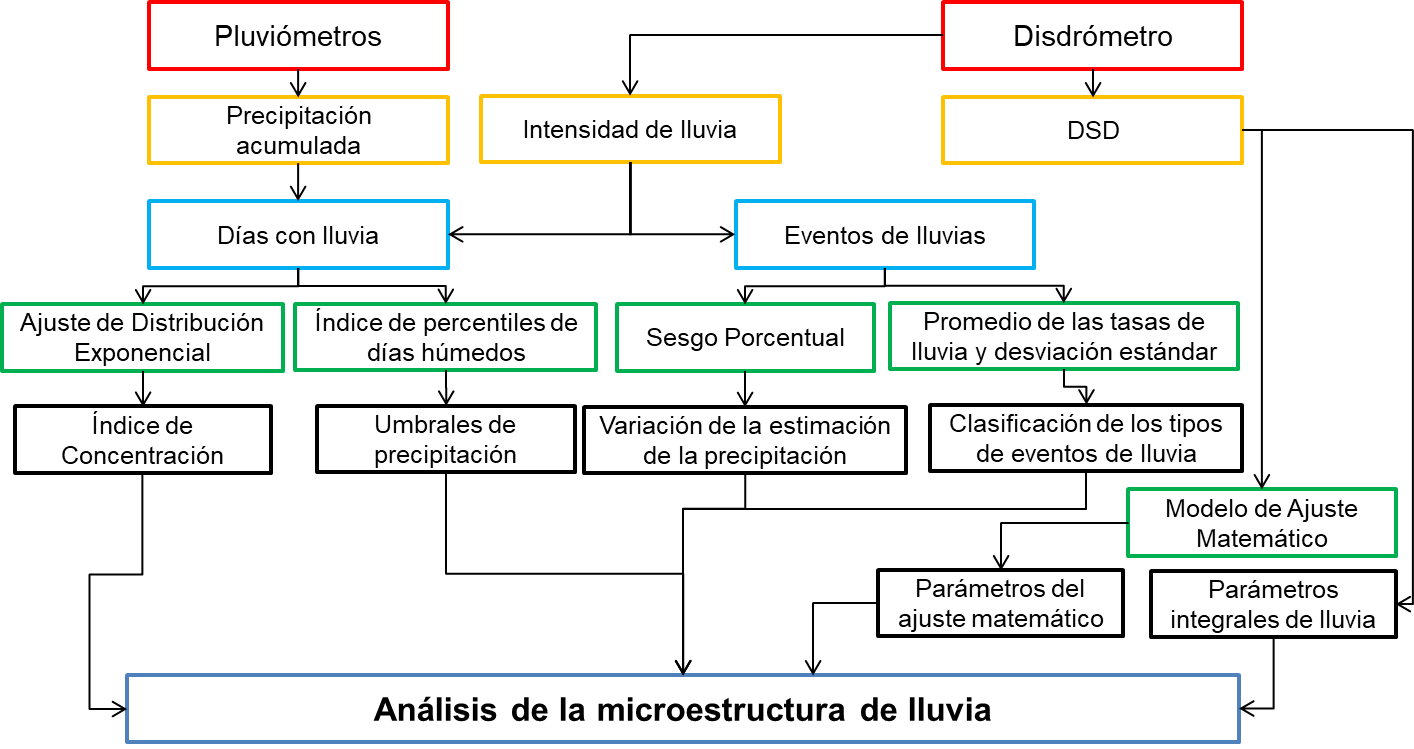 Pluviómetros
Disdrómetro
Precipitación
acumulada
Intensidad de lluvia
DSD
Días con lluvia
Eventos de lluvias
Ajuste de Distribución
Exponencial
Índice de percentiles de
días húmedos
Sesgo Porcentual
Promedio de las tasas de
lluvia y desviación estándar
Índice de
Concentración
Umbrales de
precipitación
Variación de la estimación
de la precipitación
Clasificación de los tipos
de eventos de lluvia
Modelo de Ajuste
Matemático
Parámetros del
ajuste matemático
Parámetros
integrales de lluvia
Análisis de la microestructura de lluvia